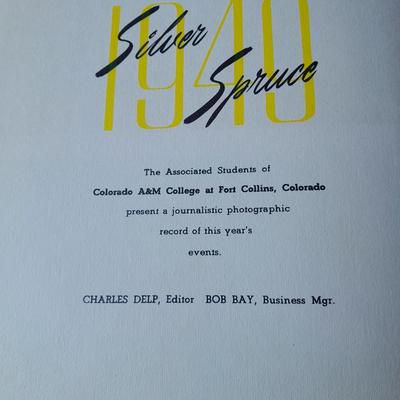 1940
Silver
Spruce
The Associated Students of
Colorado A&M College at Fort Collins, Colorado
present a journalistic photographic
record of this year's
events.
CHARLES DELP, Editor BOB BAY, Business Mgr.